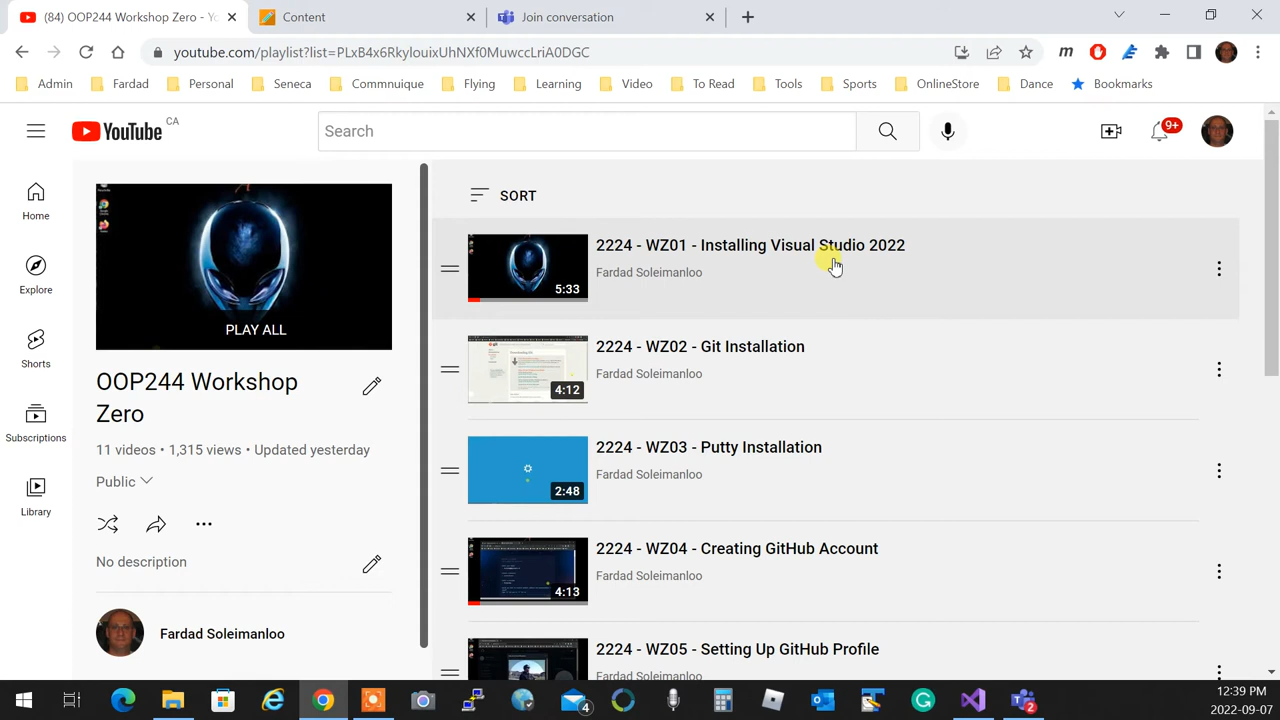 (84) OOP244 Workshop Zero - Yo
Content
Join conversation
youtube.com/playlist?list=PLxB4x6RkylouixUhNXf0MuwccLriA0DGC
Admin
Fardad
Personal
Seneca
Commuique
Flying
Learning
Video
To Read
Tools
Sports
OnlineStore
Dance
Bookmarks
YouTube CA
Search
9+
Home
Explore
Shorts
Subscriptions
Library
PLAY ALL
OOP244 Workshop
Zero
11 videos • 1,315 views • Updated yesterday
Public
No description
Fardad Soleimanloo
SORT
2224 - WZ01 - Installing Visual Studio 2022
Fardad Soleimanloo
5:33
2224 - WZ02 - Git Installation
Fardad Soleimanloo
4:12
2224 - WZ03 - Putty Installation
Fardad Soleimanloo
2:48
2224 - WZ04 - Creating GitHub Account
Fardad Soleimanloo
4:13
2224 - WZ05 - Setting Up GitHub Profile
Fardad Soleimanloo
4
2
12:39 PM
2022-09-07